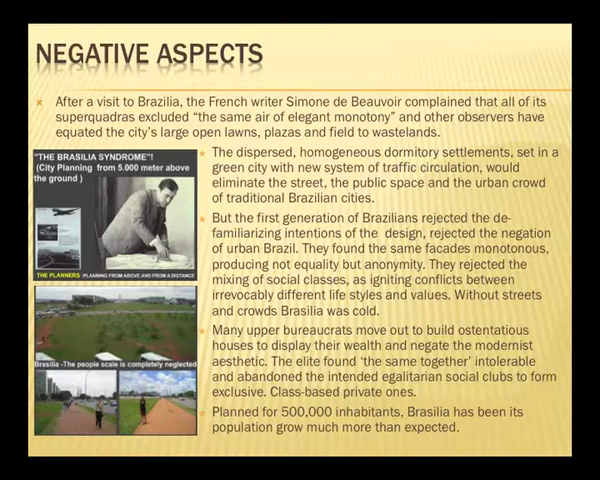 NEGATIVE ASPECTS
After a visit to Brazilia, the French writer Simone de Beauvoir complained that all of its
superquadras excluded "the same air of elegant monotony" and other observers have
equated the city's large open lawns, plazas and field to wastelands.
"THE BRASILIA SYNDROME"!
(City Planning from 5.000 meter above
the ground )
THE PLANNERS :PLANNING FROM ABOVE AND FROM A DISTANCE
Brasilia -The people scale is completely neglected
The dispersed, homogeneous dormitory settlements, set in a
green city with new system of traffic circulation, would
eliminate the street, the public space and the urban crowd
of traditional Brazilian cities.
But the first generation of Brazilians rejected the de-
familiarizing intentions of the design, rejected the negation
of urban Brazil. They found the same facades monotonous,
producing not equality but anonymity. They rejected the
mixing of social classes, as igniting conflicts between
irrevocably different life styles and values. Without streets
and crowds Brasilia was cold.
Many upper bureaucrats move out to build ostentatious
houses to display their wealth and negate the modernist
aesthetic. The elite found 'the same together' intolerable
and abandoned the intended egalitarian social clubs to form
exclusive. Class-based private ones.
Planned for 500,000 inhabitants, Brasilia has been its
population grow much more than expected.